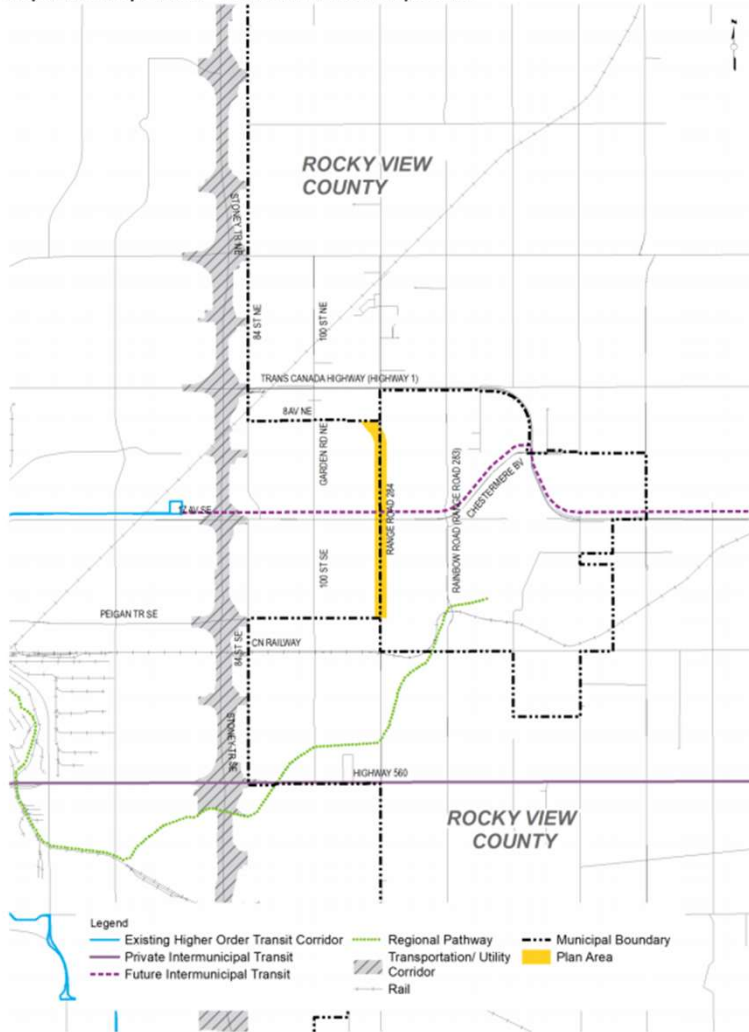 ROCKY VIEW
COUNTY
STONEY TR NE
84 ST NE
100 ST NE
TRANS CANADA HIGHWAY (HIGHWAY 1)
8 AV NE
GARDEN RD NE
RANGE ROAD 284
RAINBOW ROAD (RANGE ROAD 283)
CHESTERMERE BV
17 AV SE
100 ST SE
PEIGAN TR SE
84 ST SE
CN RAILWAY
STONEY TR SE
HIGHWAY 560
ROCKY VIEW
COUNTY
Legend
Existing Higher Order Transit Corridor
Private Intermunicipal Transit
Future Intermunicipal Transit
Regional Pathway
Transportation/ Utility
Corridor
Rail
Municipal Boundary
Plan Area